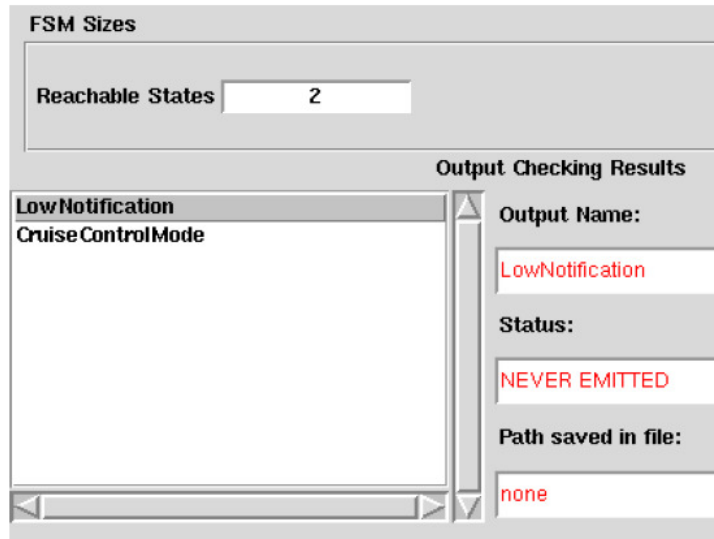 FSM Sizes
Reachable States 2
Output Checking Results
LowNotification
CruiseControlMode
Output Name:
LowNotification
Status:
NEVER EMITTED
Path saved in file:
none